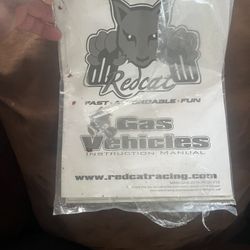 Redcat
FAST · AFFORDABLE · FUN
Gas
Vehicles
INSTRUCTION MANUAL
www.redcatracing.com